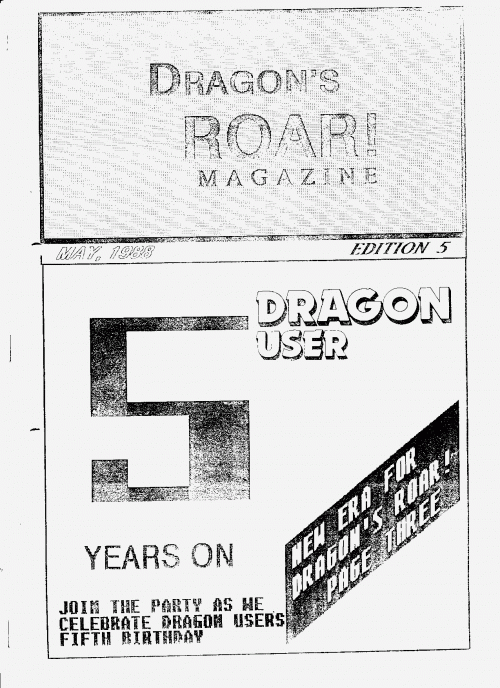 DRAGON'S
ROAR!
MAGAZINE
MAY, 1988
EDITION 5
DRAGON
USER
5
YEARS ON
NEW ERA FOR
DRAGON'S ROAR!
PAGE THREE
JOIN THE PARTY AS WE
CELEBRATE DRAGON USERS
FIFTH BIRTHDAY